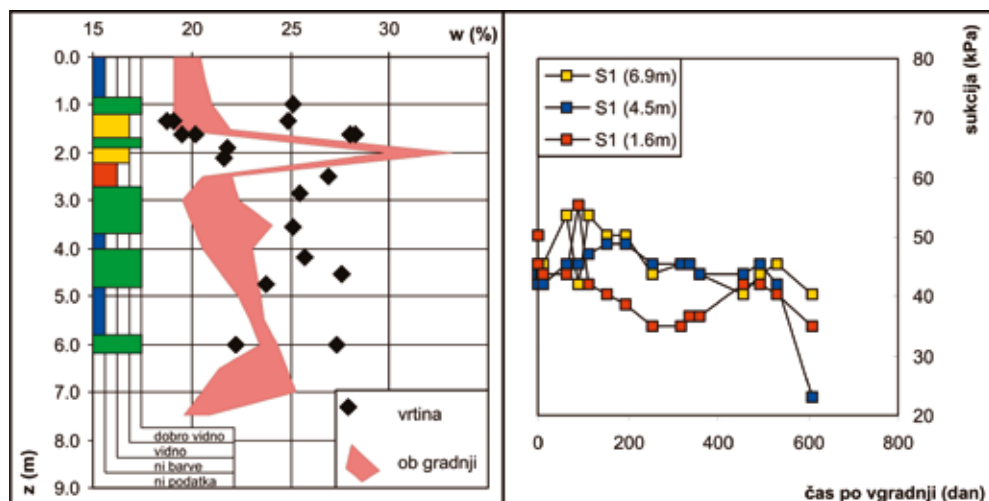 15 20 25 30
w (%)
0.0
1.0
2.0
3.0
4.0
5.0
6.0
7.0
8.0
9.0
z (m)
dobro vidno
vidno
ni barve
ni podatka
vrtina
ob gradnji
S1 (6.9m)
S1 (4.5m)
S1 (1.6m)
80
70
60
50
40
30
20
sukcija (kPa)
0 200 400 600 800
čas po vgradnji (dan)